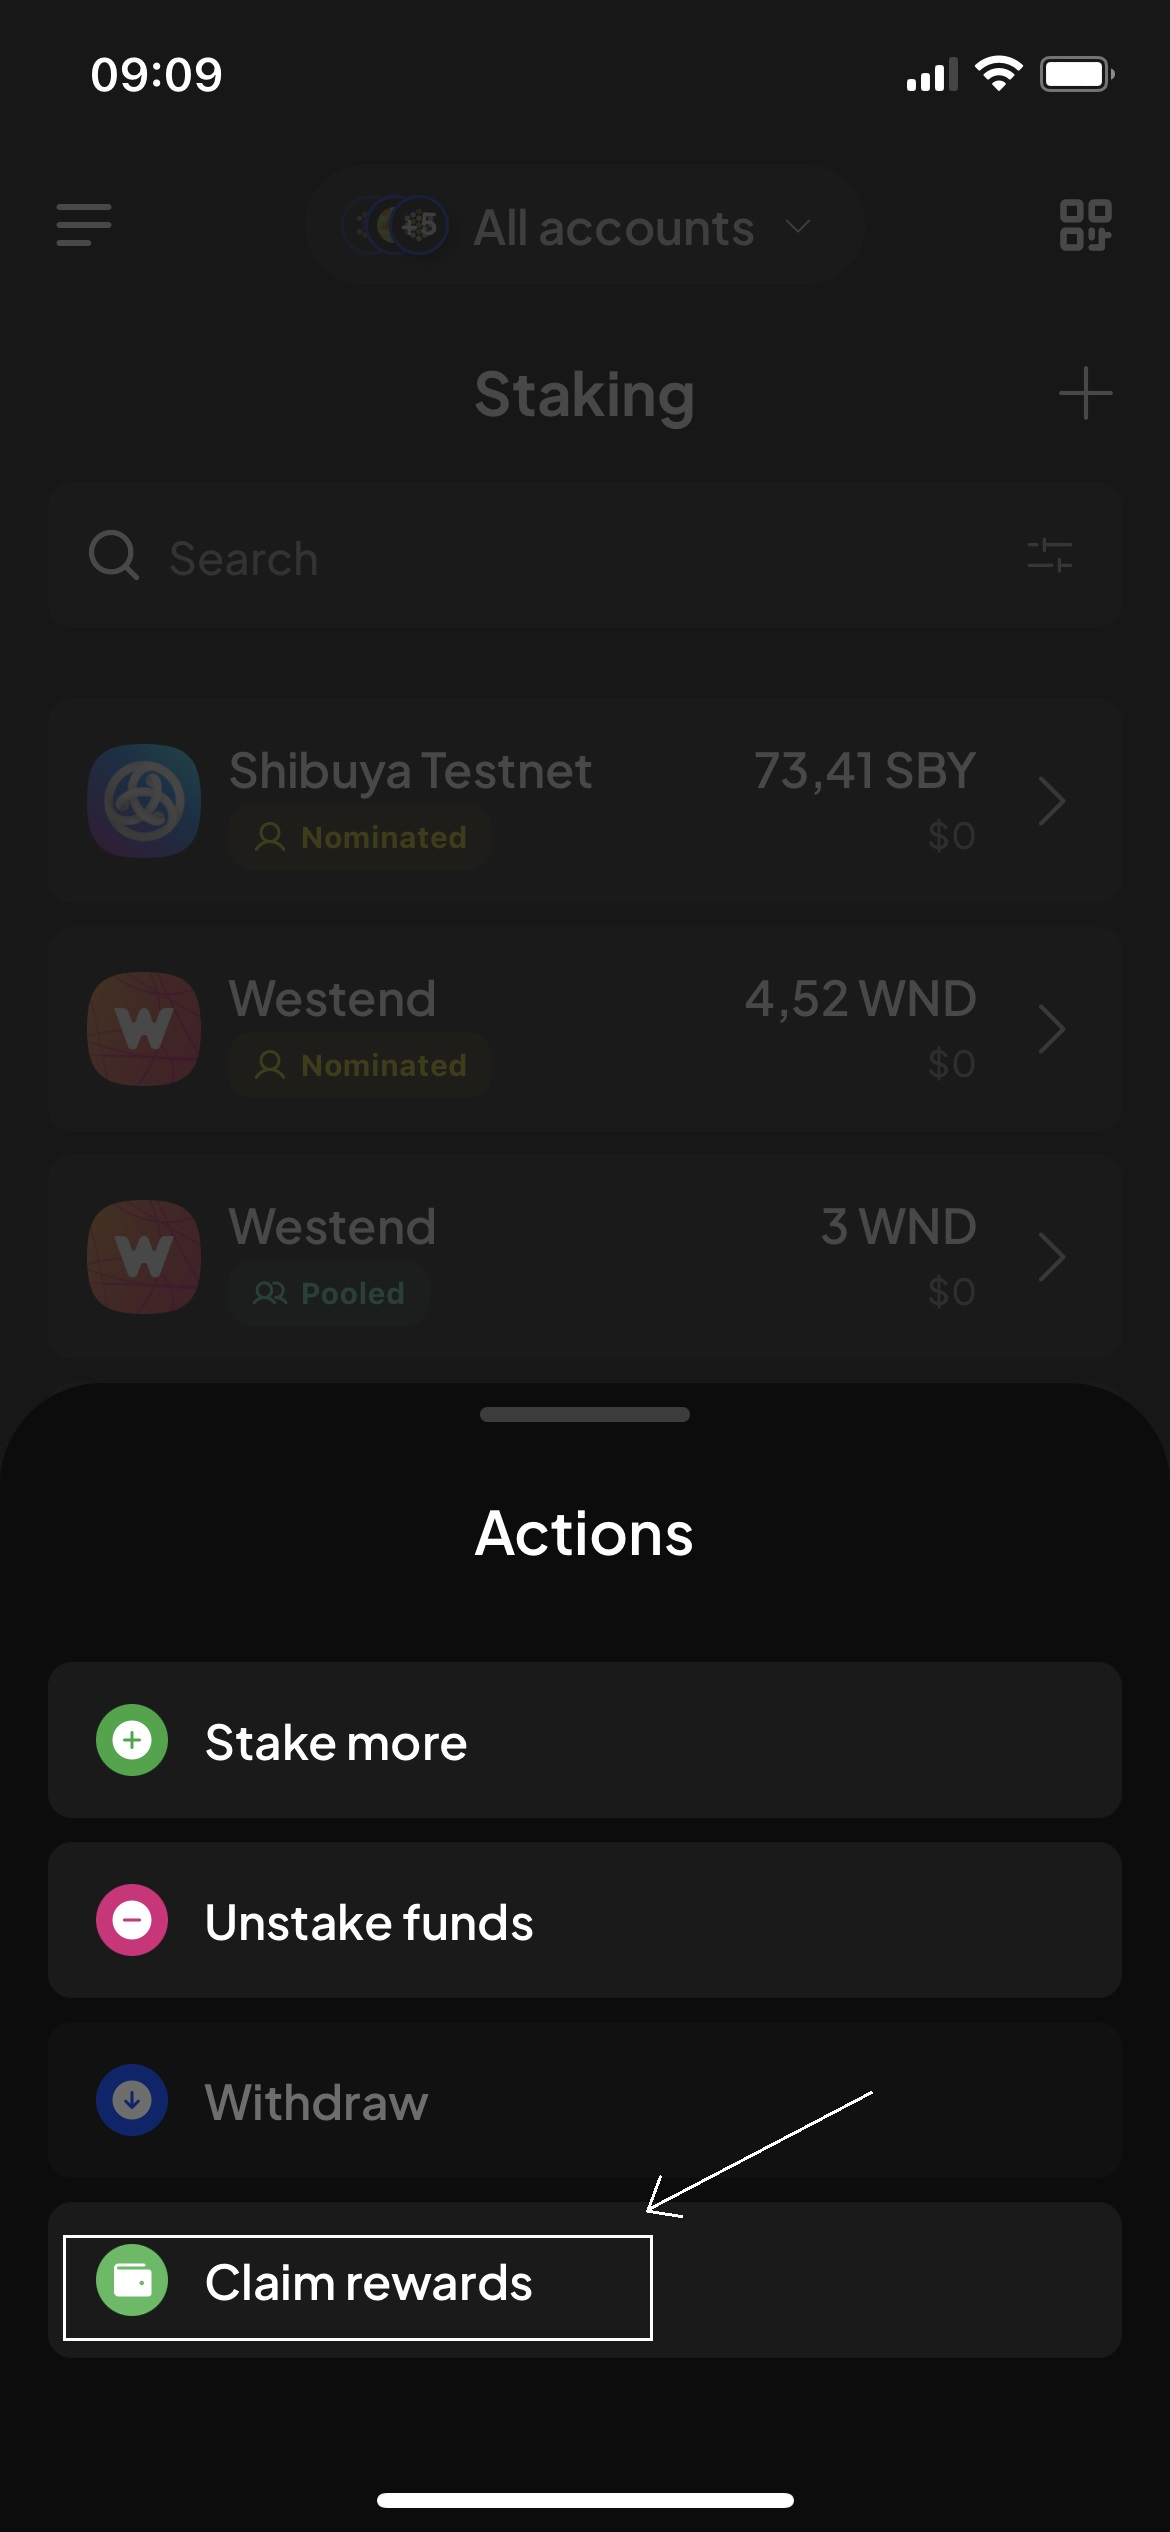 09:09
+5 All accounts
Staking
Search
Shibuya Testnet 73,41 SBY
Nominated $0
Westend 4,52 WND
Nominated $0
Westend 3 WND
Pooled $0
Actions
Stake more
Unstake funds
Withdraw
Claim rewards